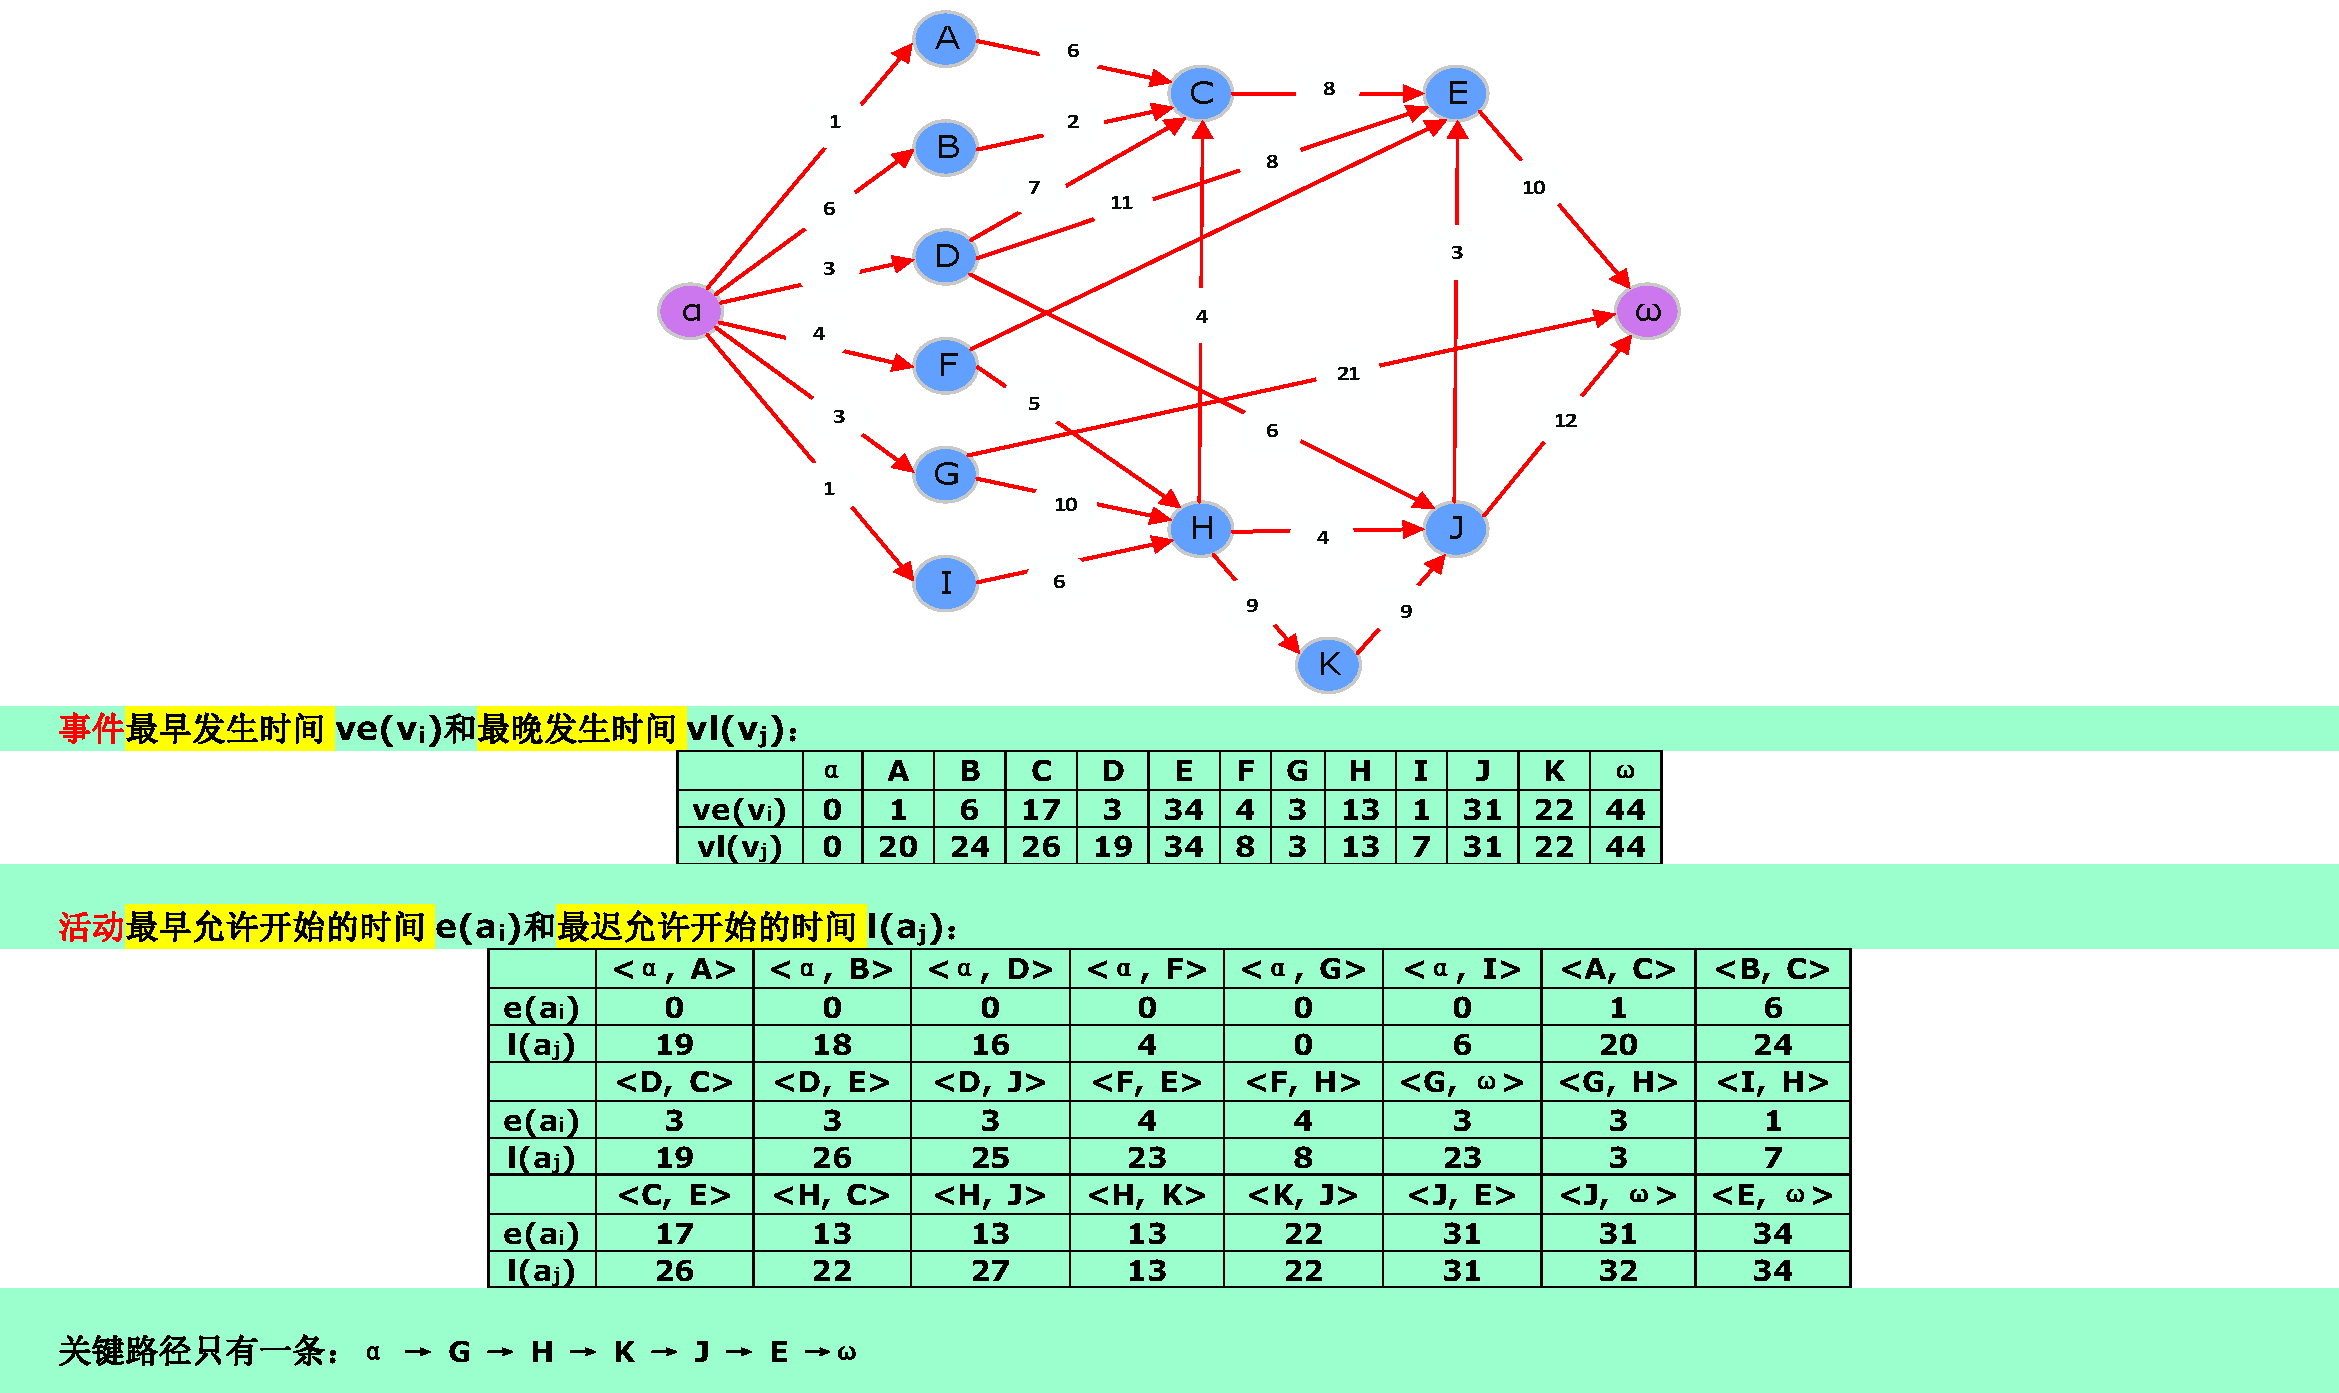 A
6
C
8
E
1
B
2
8
6
7
11
10
D
3
3
α
4
4
ω
F
21
5
12
3
6
G
1
10
H
4
J
I
6
9
9
K
事件最早发生时间 ve(vi)和最晚发生时间 vl(vj)：
α A B C D E F G H I J K ω
ve(vi) 0 1 6 17 3 34 4 3 13 1 31 22 44
vl(vj) 0 20 24 26 19 34 8 3 13 7 31 22 44
活动最早允许开始的时间 e(ai)和最迟允许开始的时间 l(aj)：
<α, A> <α, B> <α, D> <α, F> <α, G> <α, I> <A, C> <B, C>
e(ai) 0 0 0 0 0 0 1 6
l(aj) 19 18 16 4 0 6 20 24
<D, C> <D, E> <D, J> <F, E> <F, H> <G, ω> <G, H> <I, H>
e(ai) 3 3 3 4 4 3 3 1
l(aj) 19 26 25 23 8 23 3 7
<C, E> <H, C> <H, J> <H, K> <K, J> <J, E> <J, ω> <E, ω>
e(ai) 17 13 13 13 22 31 31 34
l(aj) 26 22 27 13 22 31 32 34
关键路径只有一条：α → G → H → K → J → E →ω